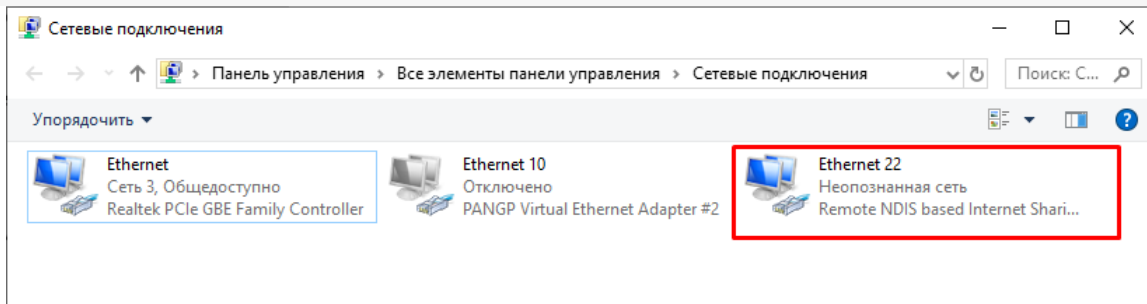 Сетевые подключения
Панель управления > Все элементы панели управления > Сетевые подключения
Поиск: С...
Упорядочить
Ethernet
Сеть 3, Общедоступно
Realtek PCIe GBE Family Controller
Ethernet 10
Отключено
PANGP Virtual Ethernet Adapter #2
Ethernet 22
Неопознанная сеть
Remote NDIS based Internet Shari...